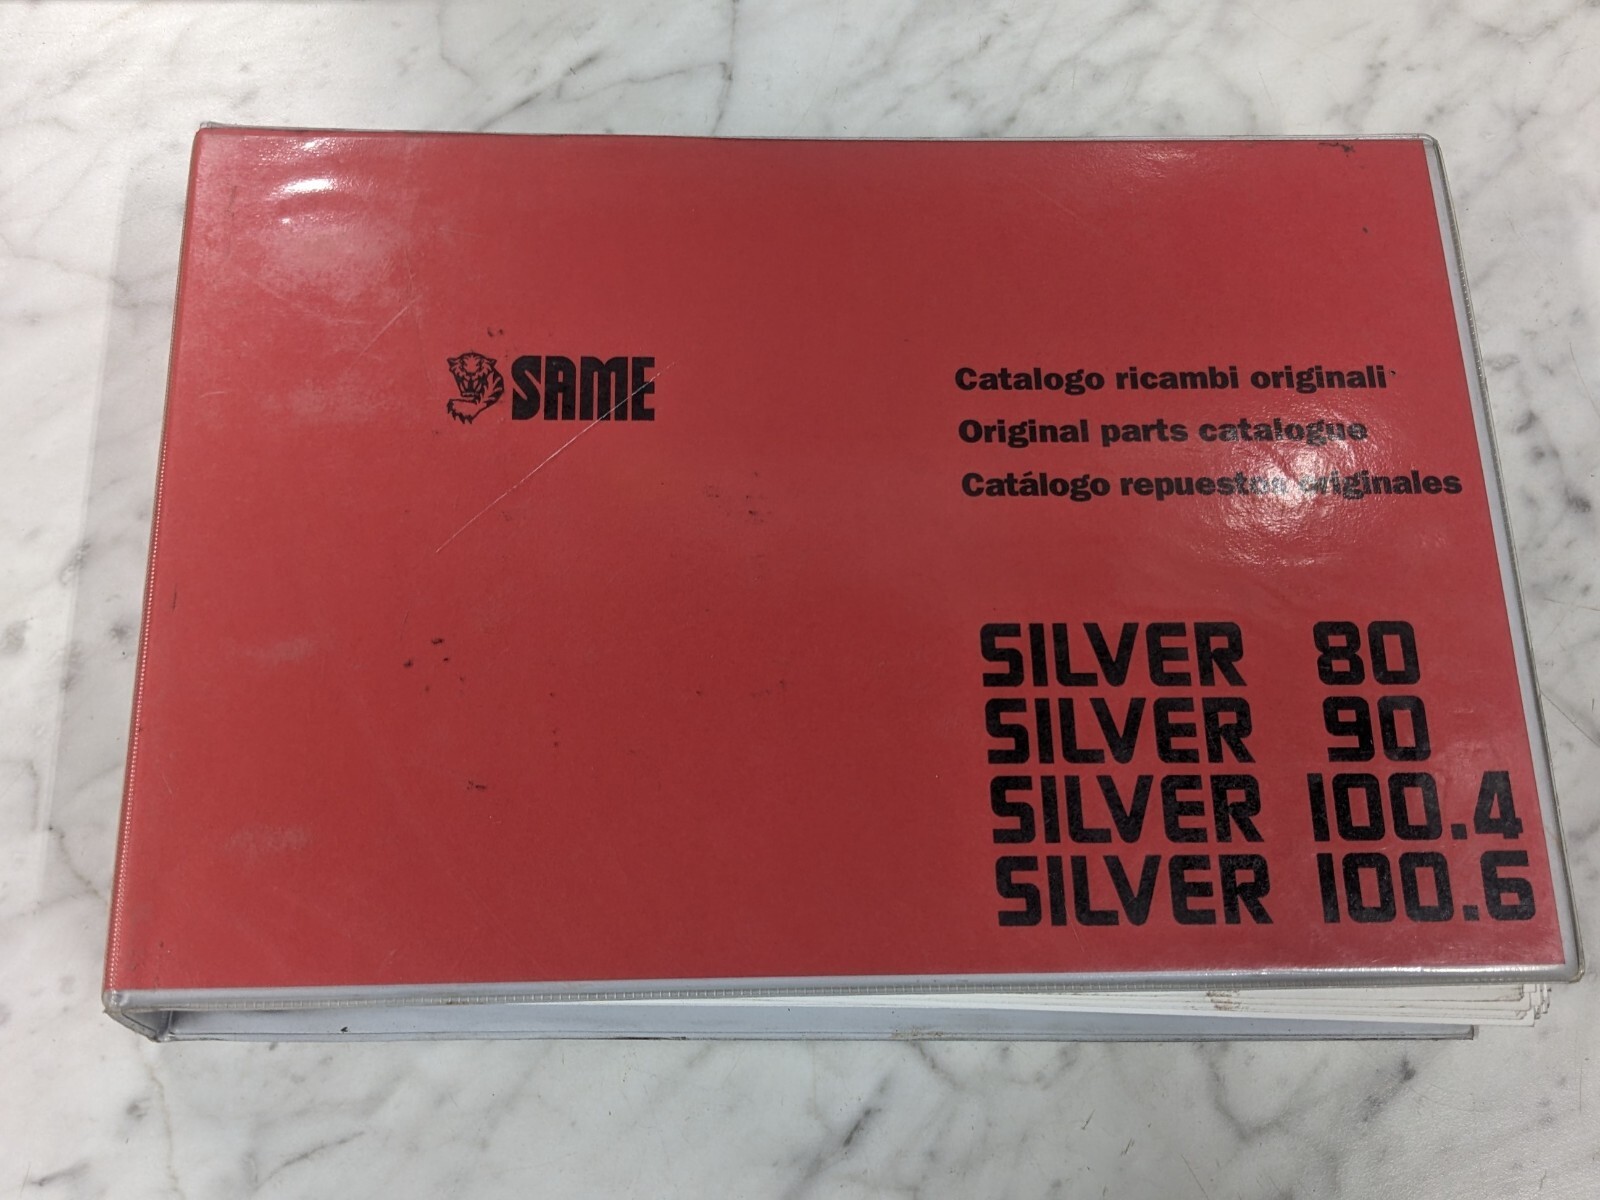 SAME
Catalogo ricambi originali
Original parts catalogue
Catálogo repuestos originales
SILVER 80
SILVER 90
SILVER 100.4
SILVER 100.6